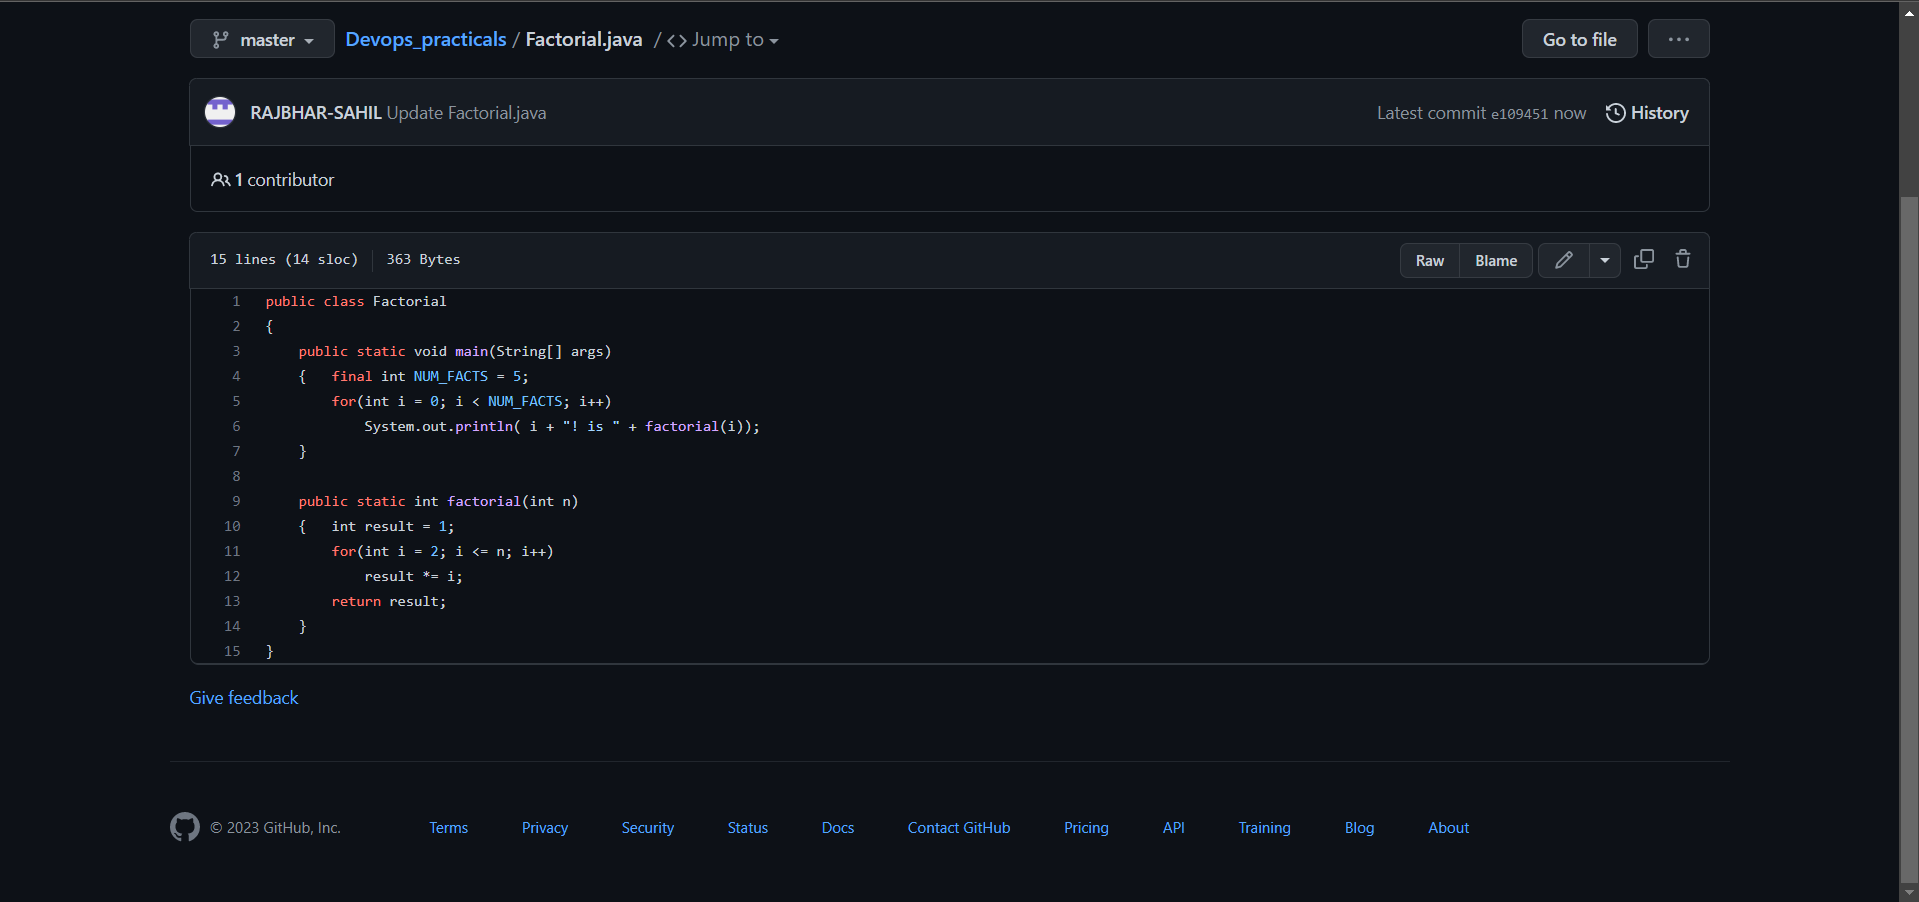 master Devops_practicals / Factorial.java / <> Jump to Go to file ...
RAJBHAR-SAHIL Update Factorial.java Latest commit e109451 now History
1 contributor
15 lines (14 sloc) 363 Bytes Raw Blame
1 public class Factorial
2 {
3     public static void main(String[] args)
4     {   final int NUM_FACTS = 5;
5         for(int i = 0; i < NUM_FACTS; i++)
6             System.out.println( i + "! is " + factorial(i));
7     }
8
9     public static int factorial(int n)
10     {   int result = 1;
11         for(int i = 2; i <= n; i++)
12             result *= i;
13         return result;
14     }
15 }
Give feedback
© 2023 GitHub, Inc. Terms Privacy Security Status Docs Contact GitHub Pricing API Training Blog About